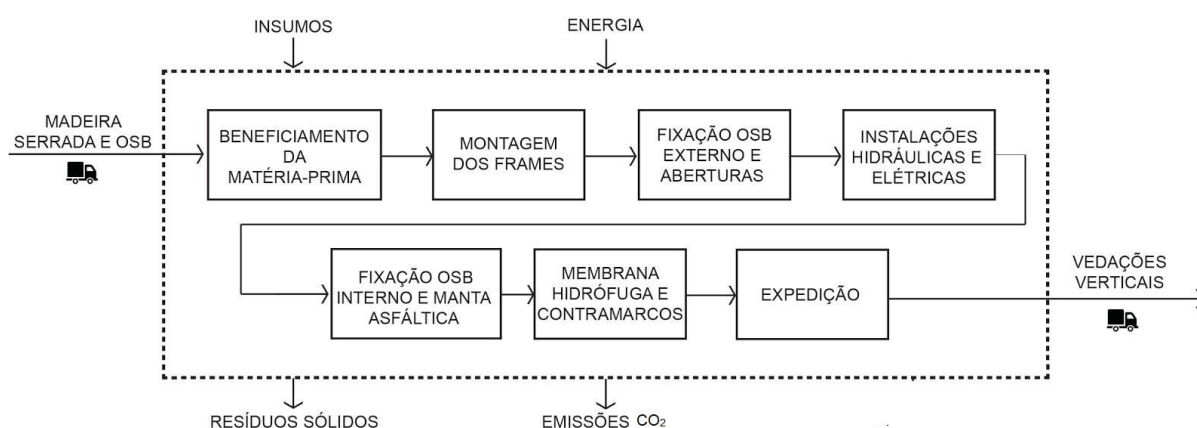 INSUMOS
ENERGIA
MADEIRA
SERRADA E OSB
BENEFICIAMENTO
DA
MATÉRIA-PRIMA
MONTAGEM
DOS FRAMES
FIXAÇÃO OSB
EXTERNO E
ABERTURAS
INSTALAÇÕES
HIDRÁULICAS E
ELÉTRICAS
FIXAÇÃO OSB
INTERNO E MANTA
ASFÁLTICA
MEMBRANA
HIDRÓFUGA E
CONTRAMARCOS
EXPEDIÇÃO
VEDAÇÕES
VERTICAIS
RESÍDUOS SÓLIDOS
EMISSÕES CO₂